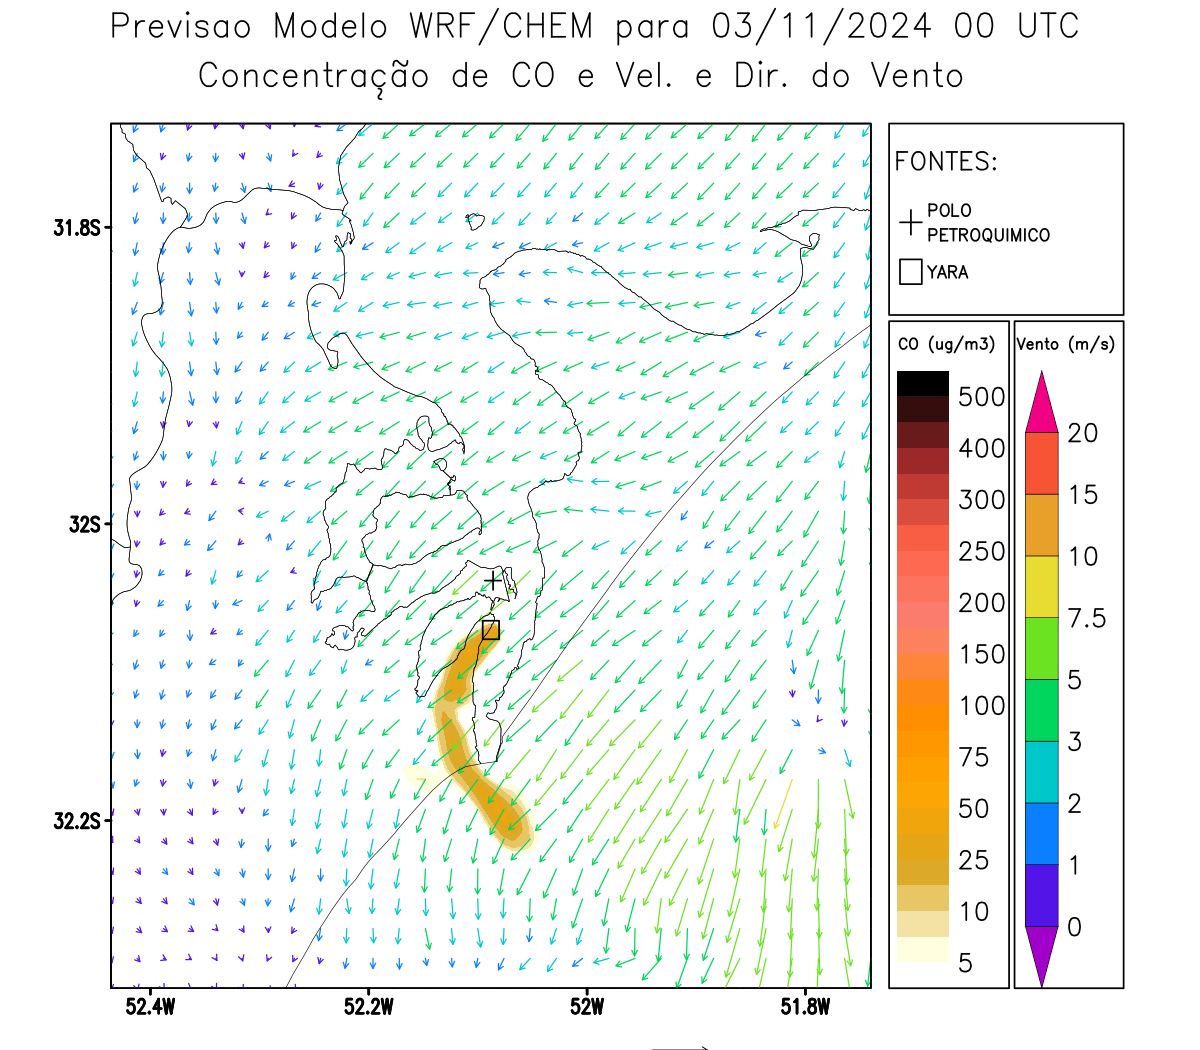 Previsao Modelo WRF/CHEM para 03/11/2024 00 UTC
Concentração de CO e Vel. e Dir. do Vento
FONTES:
POLO
PETROQUIMICO
YARA
CO (ug/m3)
500
400
300
250
200
150
100
75
50
25
10
5
Vento (m/s)
20
15
10
7.5
5
3
2
1
0
31.8S
32S
32.2S
52.4W
52.2W
52W
51.8W